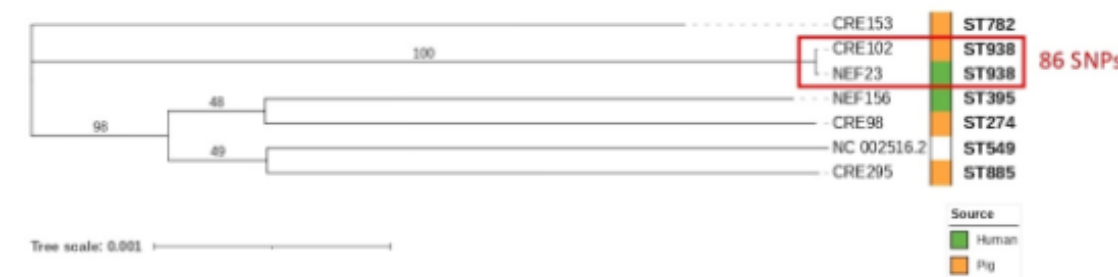 CRE153 ST782
100 CRE102 ST938 86 SNPs
NEF23 ST938
48 NEF156 ST395
98 CRE98 ST274
49 NC 002516.2 ST549
CRE295 ST885
Source
Tree scale: 0.001 Human
Pig